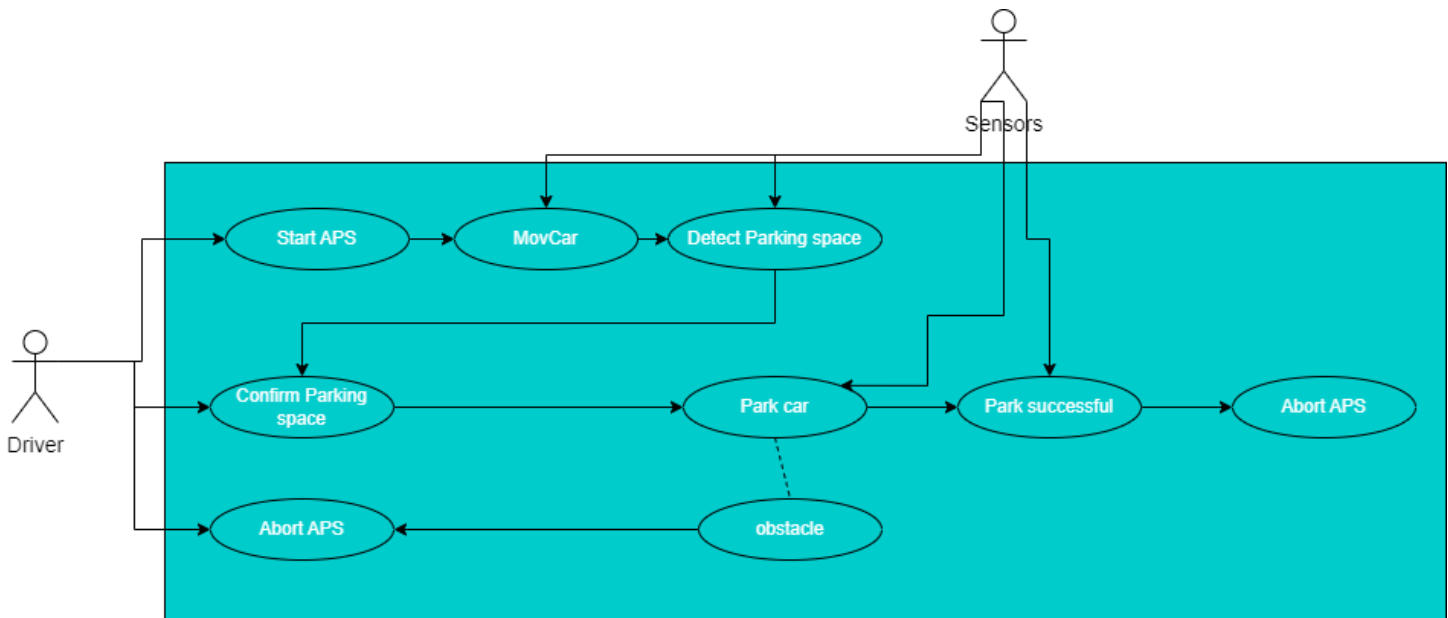 Sensors
Start APS
MovCar
Detect Parking space
Confirm Parking
space
Park car
Park successful
Abort APS
Driver
Abort APS
obstacle